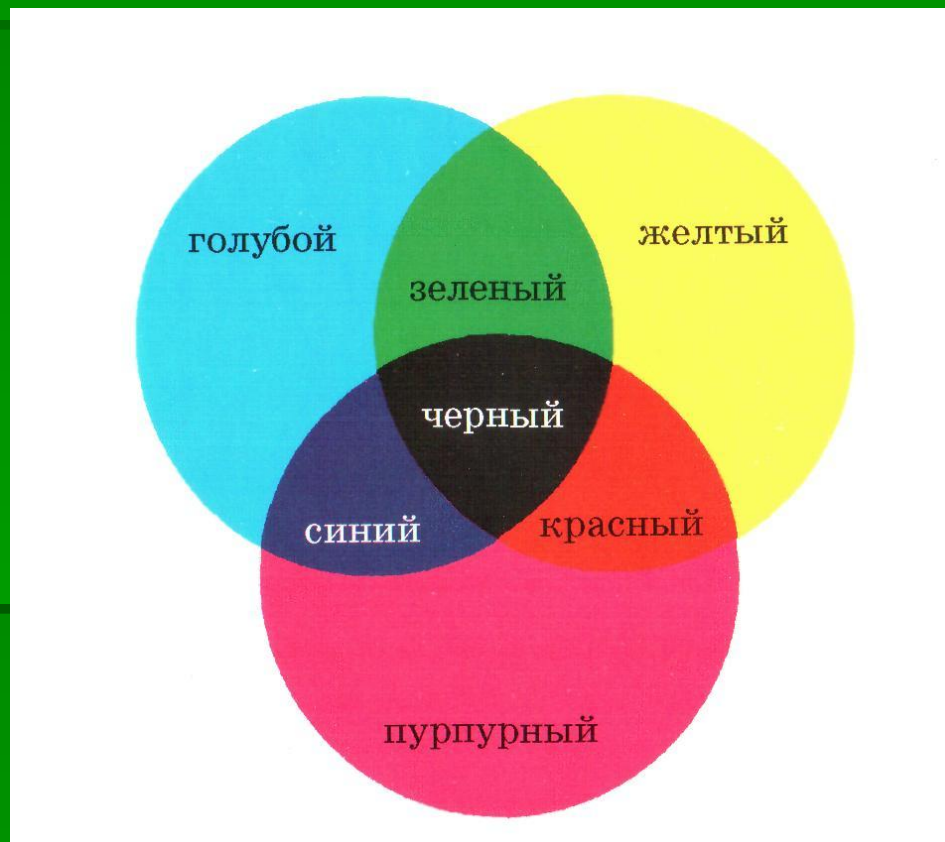 голубой
желтый
зеленый
черный
синий
красный
пурпурный